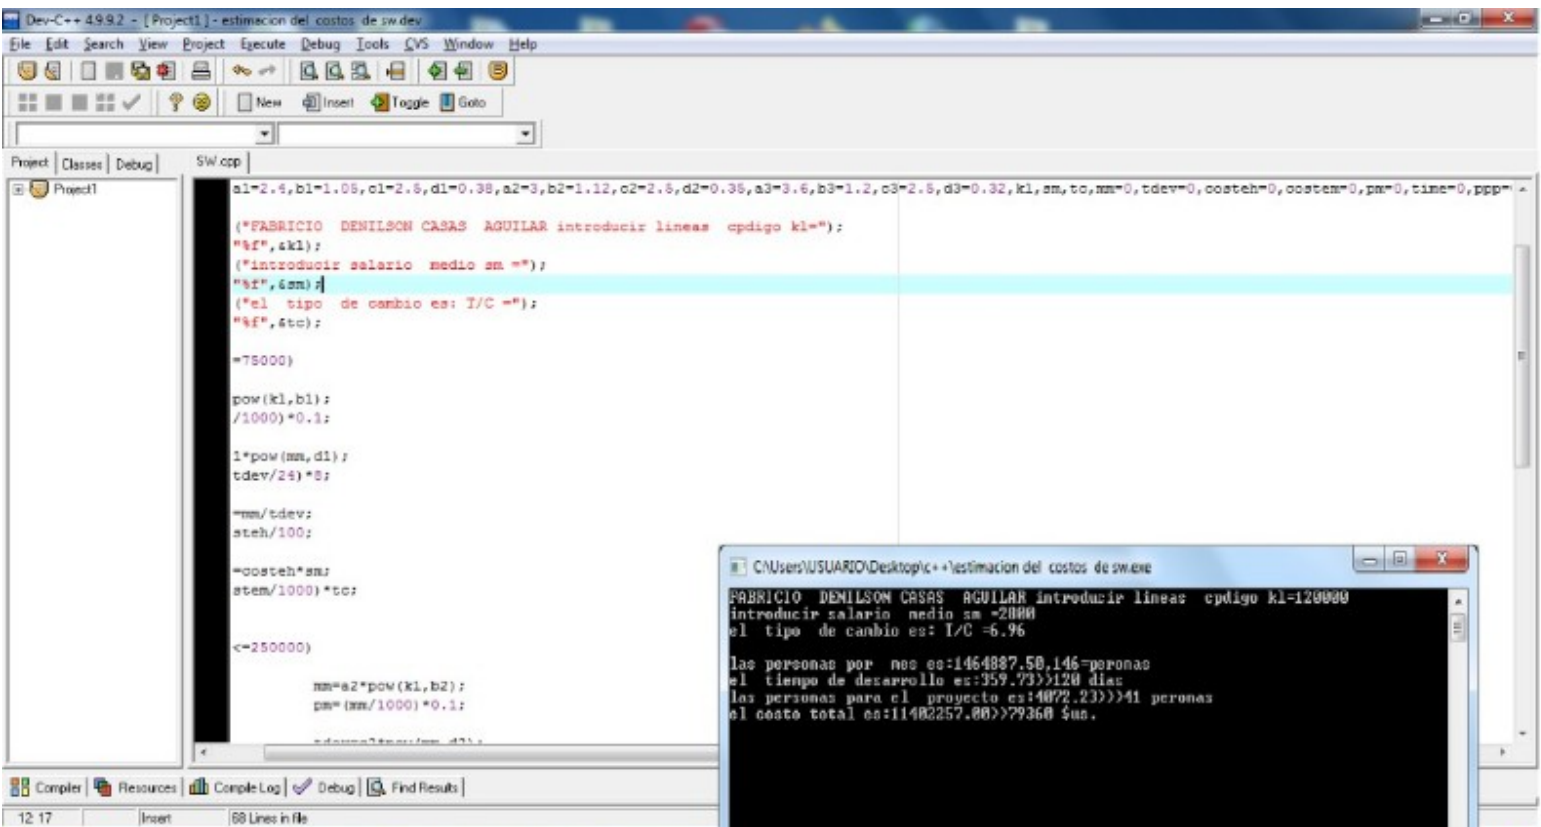 Dev-C++ 4.9.9.2 - [ Project1 ] - estimacion del costos de sw.dev
File Edit Search View Project Execute Debug Tools CVS Window Help
New Insert Toggle Goto
Project Classes Debug SW.cpp
Project1
a1=2.4,b1=1.05,c1=2.5,d1=0.38,a2=3,b2=1.12,c2=2.5,d2=0.35,a3=3.6,b3=1.2,c3=2.5,d3=0.32,kl,sm,tc,mm=0,tdev=0,costeh=0,costem=0,pm=0,time=0,ppp=
("FABRICIO DENILSON CASAS AGUILAR introducir lineas cpdigo kl=");
"%f",&kl);
("introducir salario medio sm =");
"%f",&sm);
("el tipo de cambio es: T/C =");
"%f",&tc);
=75000)
pow(kl,b1);
/1000)*0.1;
1*pow(mm,d1);
tdev/24)*8;
=mm/tdev;
steh/100;
=costeh*sm;
stem/1000)*tc;
<=250000)
mm=a2*pow(kl,b2);
pm=(mm/1000)*0.1;
tdev=c2*pow(mm,d2);
C:\Users\USUARIO\Desktop\c++\estimacion del costos de sw.exe
FABRICIO DENILSON CASAS AGUILAR introducir lineas cpdigo kl=120000
introducir salario medio sm =2800
el tipo de cambio es: T/C =6.96
las personas por mes es:1464887.50,146=peronas
el tiempo de desarrollo es:359.73>>120 dias
las personas para el proyecto es:4072.23>>>41 peronas
el costo total es:11402257.00>>79360 $us.
Compiler Resources Compile Log Debug Find Results
12: 17 Insert 68 Lines in file